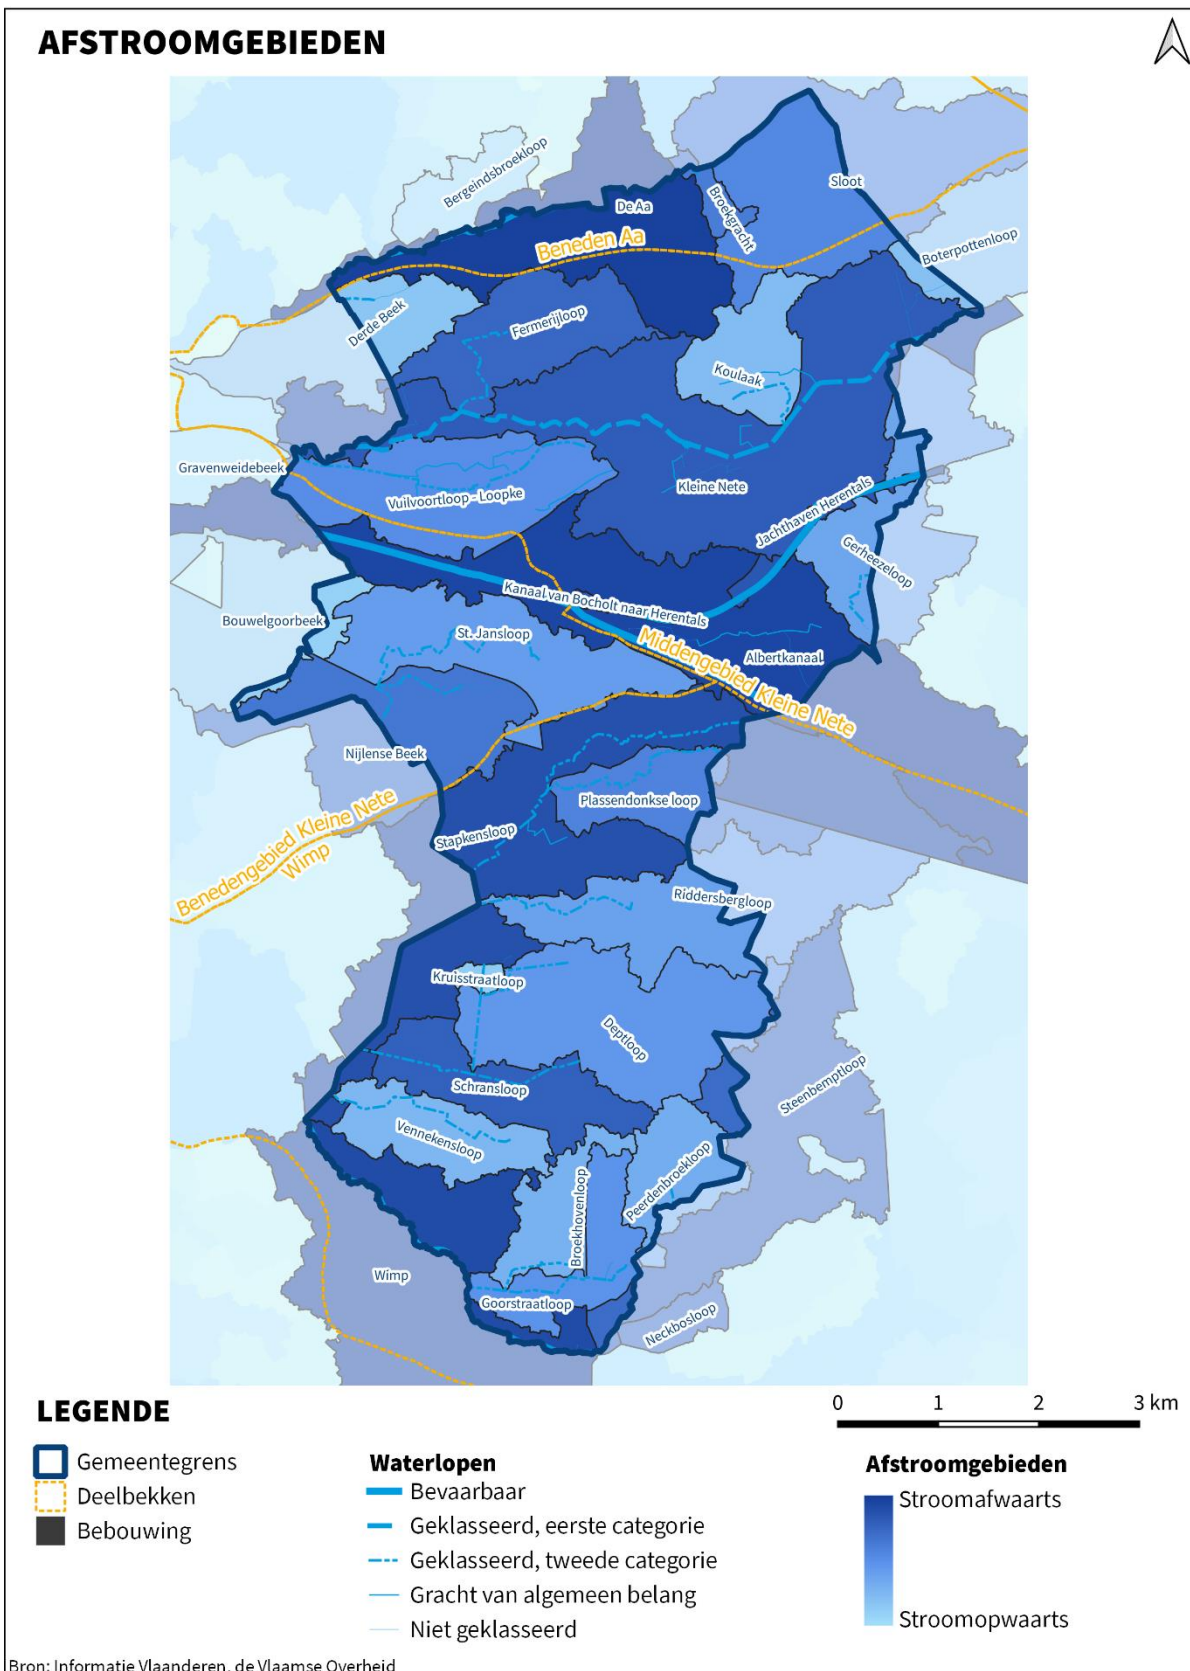 AFSTROOMGEBIEDEN
Bergeindsbroekloop
De Aa
Broekgracht
Sloot
Beneden Aa
Boterpottenloop
Derde Beek
Fermerijloop
Koulaak
Gravenweidebeek
Vuilvoortloop - Loopke
Kleine Nete
Jachthaven Herentals
Gerheezeloop
Kanaal van Bocholt naar Herentals
Bouwelgoorbeek
St. Jansloop
Middengebied Kleine Nete
Albertkanaal
Nijlense Beek
Plassendonkse loop
Benedengebied Kleine Nete
Wimp
Stapkensloop
Riddersbergloop
Kruisstraatloop
Deptloop
Schransloop
Steenbemptloop
Vennekensloop
Peerdenbroekloop
Broekhovenloop
Wimp
Goorstraatloop
Neckbosloop
LEGENDE
Gemeentegrens
Deelbekken
Bebouwing
Waterlopen
Bevaarbaar
Geklasseerd, eerste categorie
Geklasseerd, tweede categorie
Gracht van algemeen belang
Niet geklasseerd
0 1 2 3 km
Afstroomgebieden
Stroomafwaarts
Stroomopwaarts
Bron: Informatie Vlaanderen, de Vlaamse Overheid